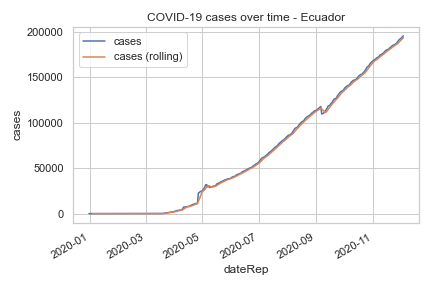 COVID-19 cases over time - Ecuador
cases
cases (rolling)
200000
150000
100000
50000
0
cases
2020-01
2020-03
2020-05
2020-07
2020-09
2020-11
dateRep